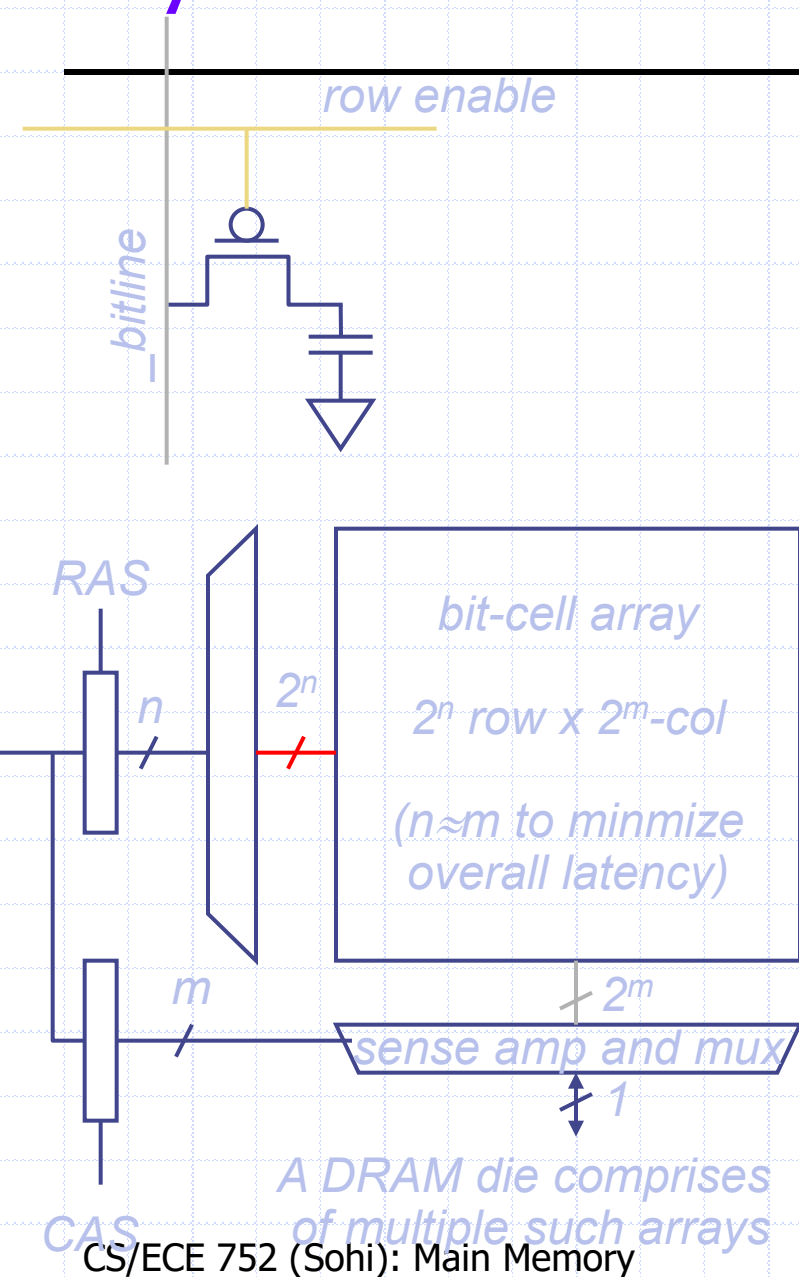 row enable
_bitline
RAS
bit-cell array
n
2ⁿ
2ⁿ row x 2ᵐ-col
(n≈m to minmize
overall latency)
m
2ᵐ
sense amp and mux
1
A DRAM die comprises
of multiple such arrays
CAS
CS/ECE 752 (Sohi): Main Memory